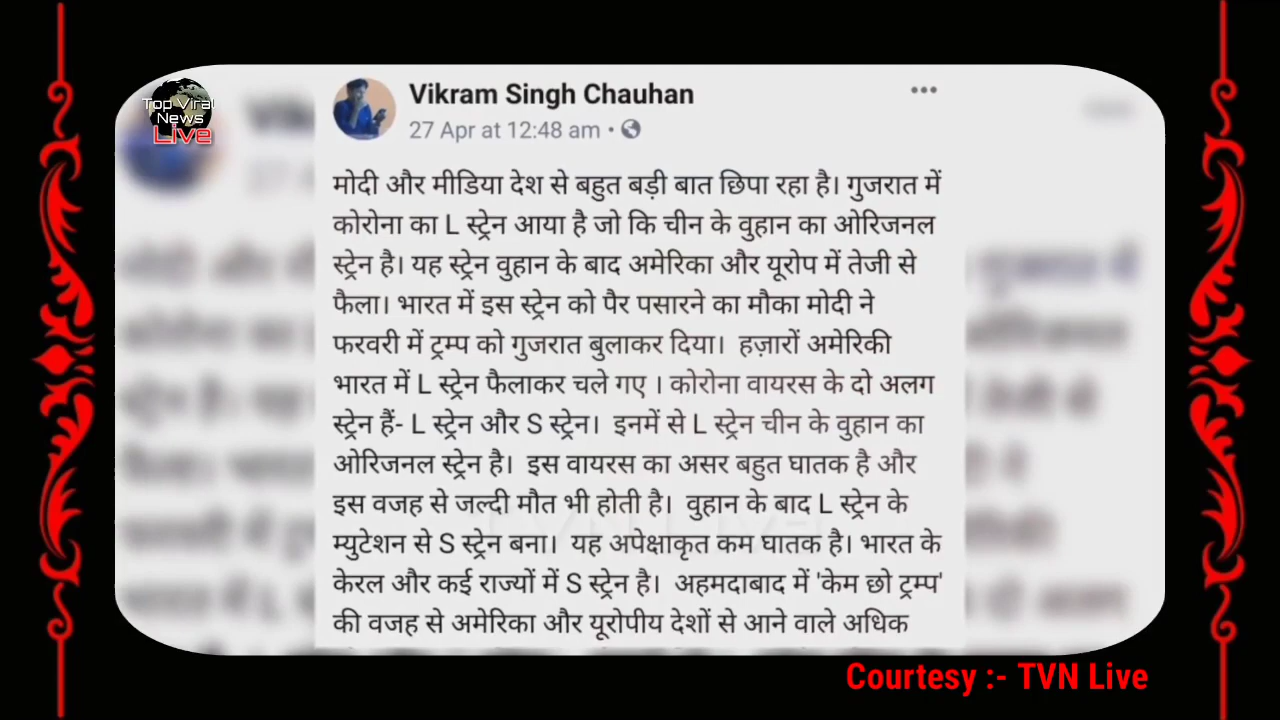 Top Viral
News
Live
Vikram Singh Chauhan
27 Apr at 12:48 am •
मोदी और मीडिया देश से बहुत बड़ी बात छिपा रहा है। गुजरात में
कोरोना का L स्ट्रेन आया है जो कि चीन के वुहान का ओरिजनल
स्ट्रेन है। यह स्ट्रेन वुहान के बाद अमेरिका और यूरोप में तेजी से
फैला। भारत में इस स्ट्रेन को पैर पसारने का मौका मोदी ने
फरवरी में ट्रम्प को गुजरात बुलाकर दिया। हज़ारों अमेरिकी
भारत में L स्ट्रेन फैलाकर चले गए । कोरोना वायरस के दो अलग
स्ट्रेन हैं- L स्ट्रेन और S स्ट्रेन। इनमें से L स्ट्रेन चीन के वुहान का
ओरिजनल स्ट्रेन है। इस वायरस का असर बहुत घातक है और
इस वजह से जल्दी मौत भी होती है। वुहान के बाद L स्ट्रेन के
म्युटेशन से S स्ट्रेन बना। यह अपेक्षाकृत कम घातक है। भारत के
केरल और कई राज्यों में S स्ट्रेन है। अहमदाबाद में 'केम छो ट्रम्प'
की वजह से अमेरिका और यूरोपीय देशों से आने वाले अधिक
Courtesy :- TVN Live